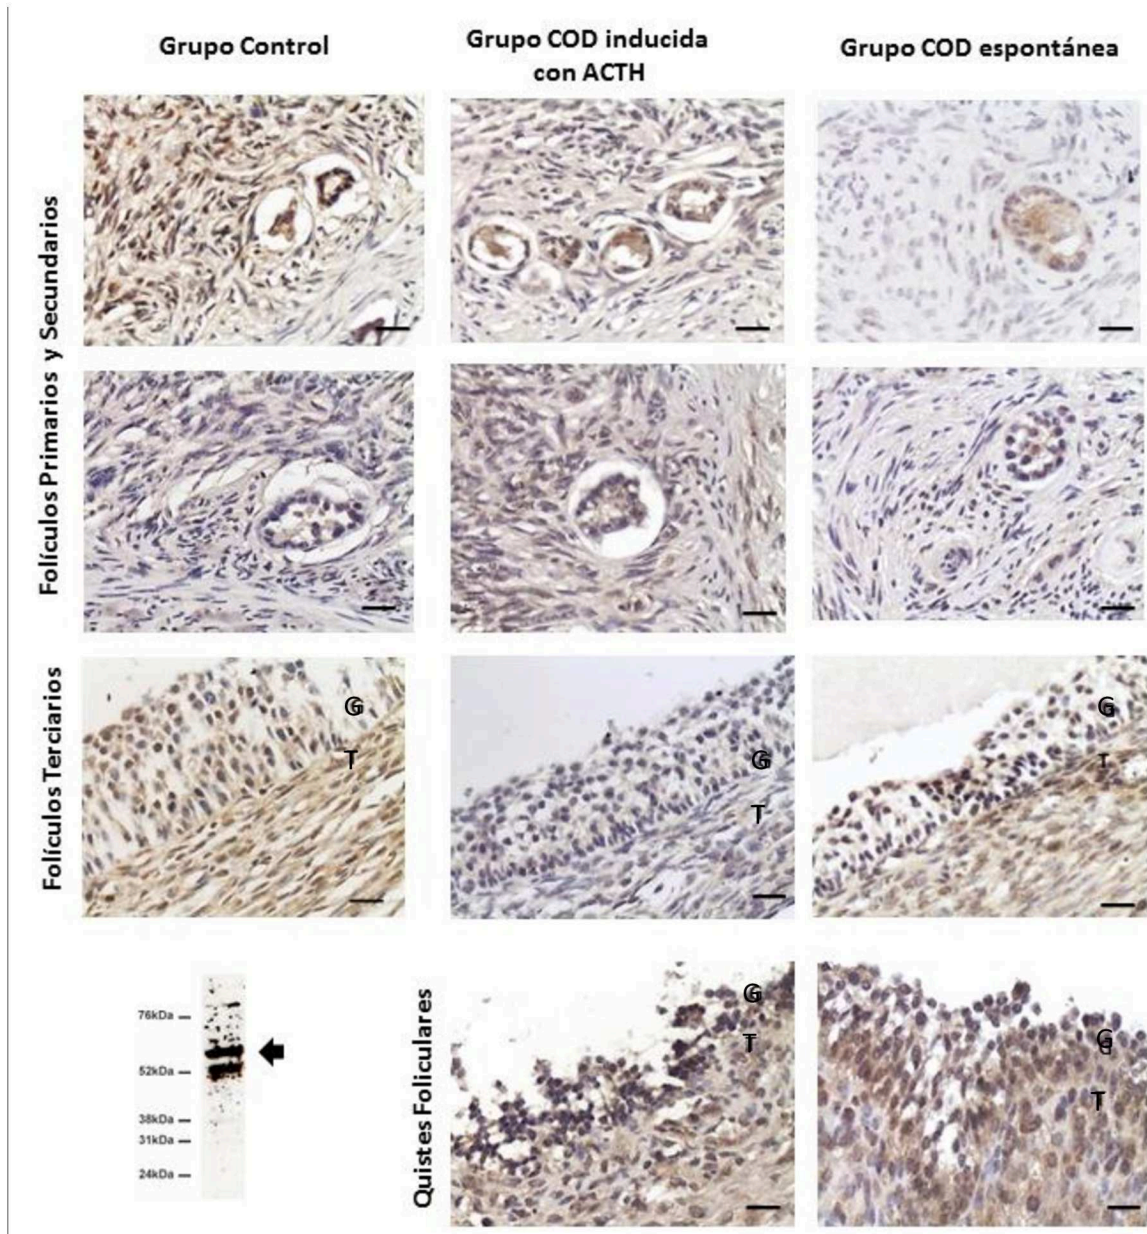 Grupo Control
Grupo COD inducida
con ACTH
Grupo COD espontánea
Folículos Primarios y Secundarios
Folículos Terciarios
G
T
G
T
G
T
76kDa
52kDa
38kDa
31kDa
24kDa
Quistes Foliculares
G
T
G
T